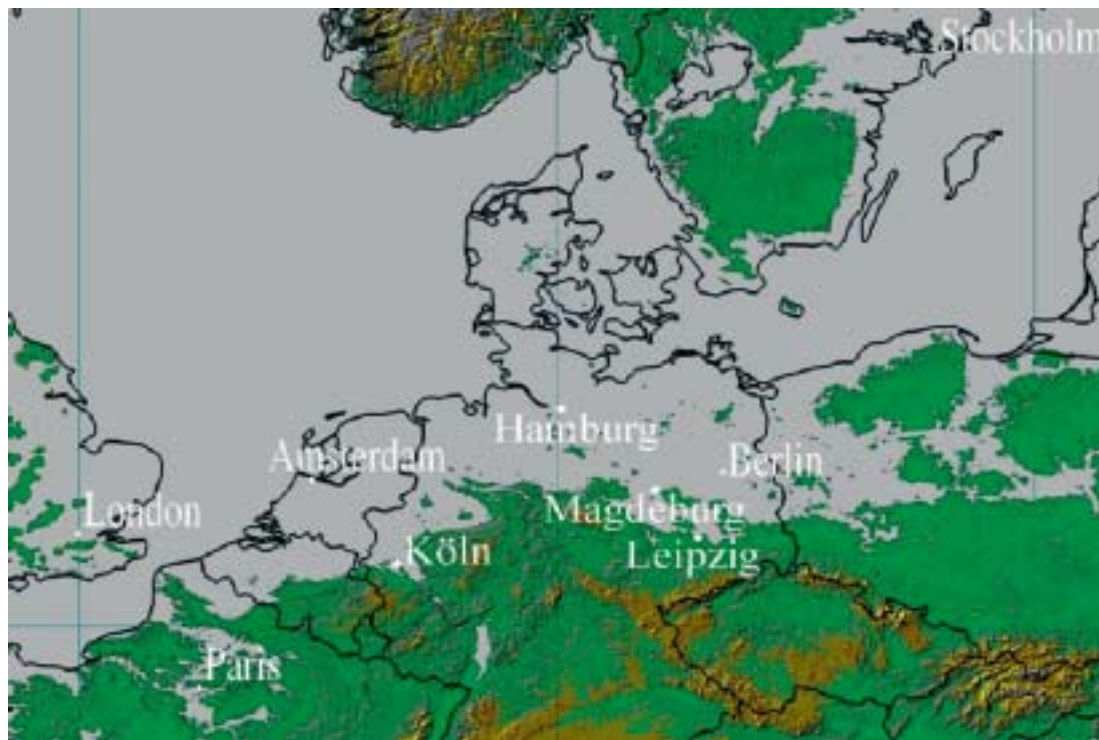 Stockholm
Hamburg
Amsterdam
Berlin
London
Magdeburg
Köln
Leipzig
Paris